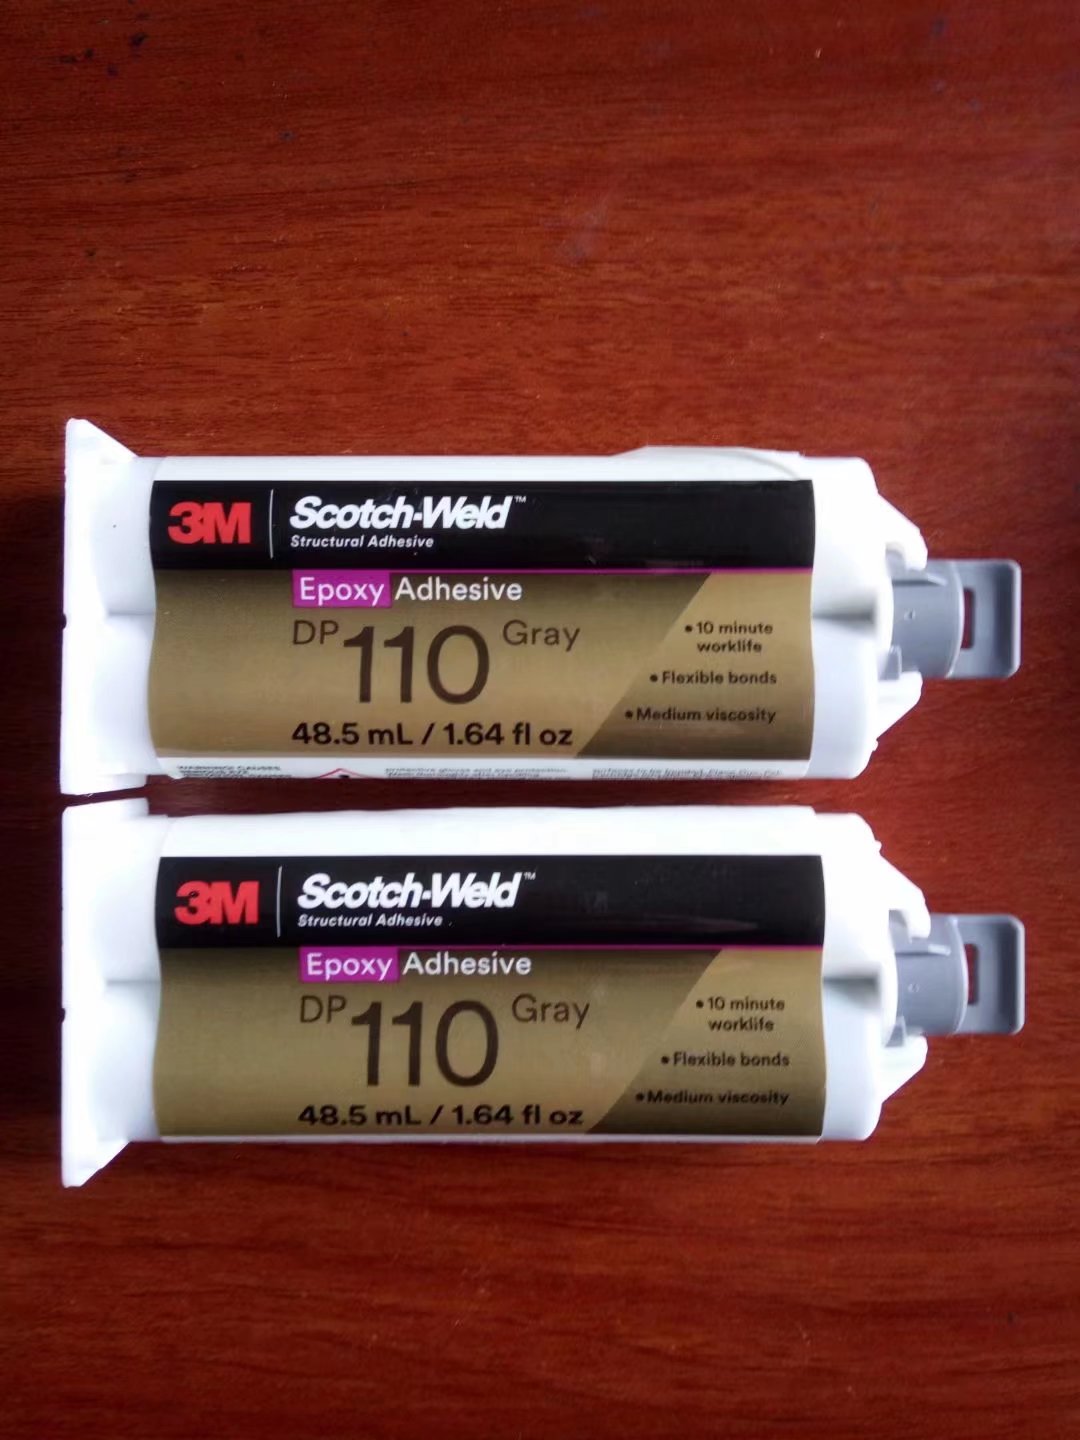 3M
Scotch-Weld™
Structural Adhesive
Epoxy Adhesive
DP 110 Gray
48.5 mL / 1.64 fl oz
• 10 minute
worklife
• Flexible bonds
• Medium viscosity
WARNING! CAUSES
3M
Scotch-Weld™
Structural Adhesive
Epoxy Adhesive
DP 110 Gray
48.5 mL / 1.64 fl oz
• 10 minute
worklife
• Flexible bonds
• Medium viscosity